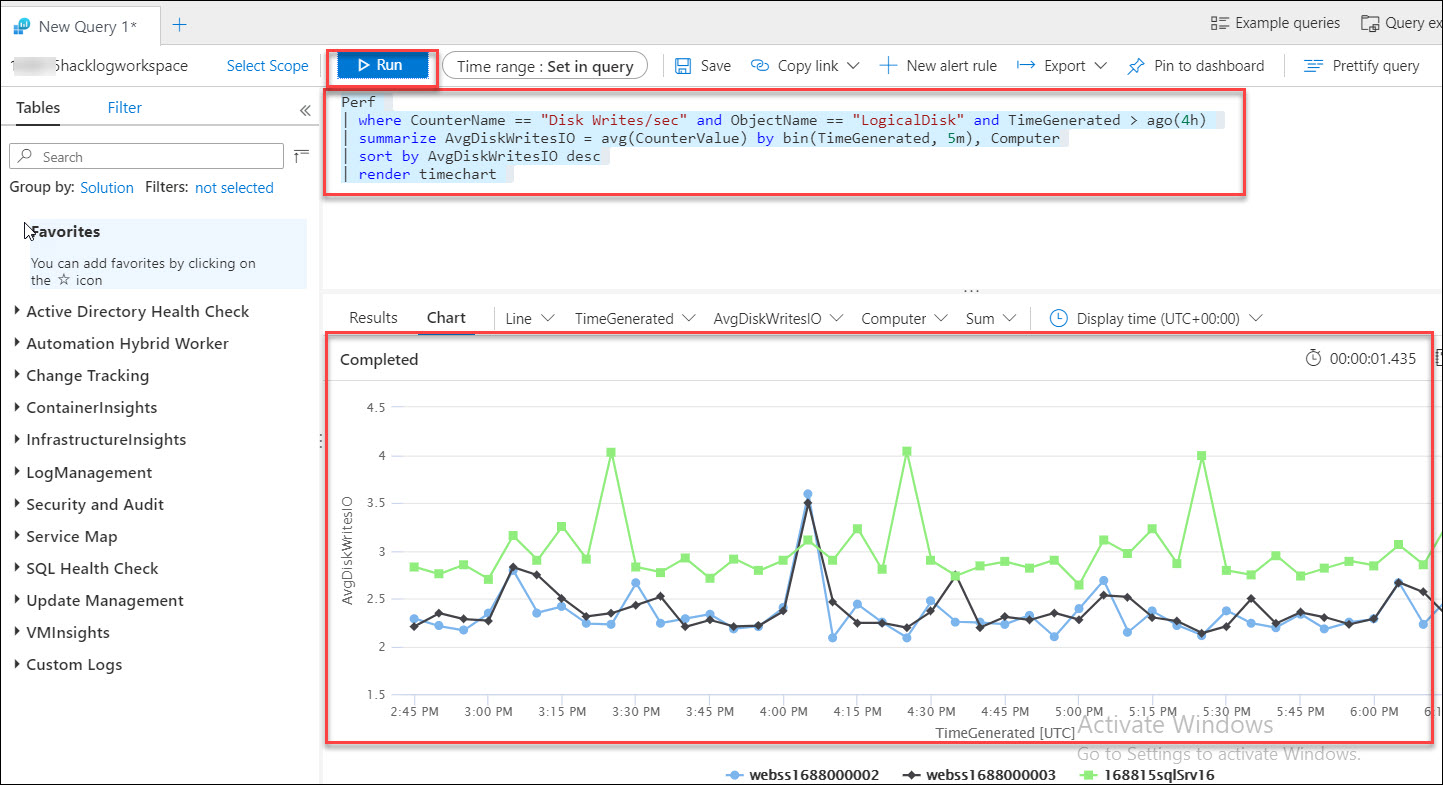 New Query 1*
Example queries
Query ex
hacklogworkspace
Select Scope
Run
Time range : Set in query
Save
Copy link
New alert rule
Export
Pin to dashboard
Prettify query
Tables
Filter
Search
Group by: Solution Filters: not selected
Favorites
You can add favorites by clicking on
the ☆ icon
Active Directory Health Check
Automation Hybrid Worker
Change Tracking
ContainerInsights
InfrastructureInsights
LogManagement
Security and Audit
Service Map
SQL Health Check
Update Management
VMInsights
Custom Logs
Perf
| where CounterName == "Disk Writes/sec" and ObjectName == "LogicalDisk" and TimeGenerated > ago(4h)
| summarize AvgDiskWritesIO = avg(CounterValue) by bin(TimeGenerated, 5m), Computer
| sort by AvgDiskWritesIO desc
| render timechart
...
Results
Chart
Line
TimeGenerated
AvgDiskWritesIO
Computer
Sum
Display time (UTC+00:00)
Completed
00:00:01.435
4.5
4
3.5
3
2.5
2
1.5
AvgDiskWritesIO
2:45 PM 3:00 PM 3:15 PM 3:30 PM 3:45 PM 4:00 PM 4:15 PM 4:30 PM 4:45 PM 5:00 PM 5:15 PM 5:30 PM 5:45 PM 6:00 PM 6:1
TimeGenerated [UTC]
Activate Windows
Go to Settings to activate Windows.
webss1688000002
webss1688000003
168815sqlSrv16